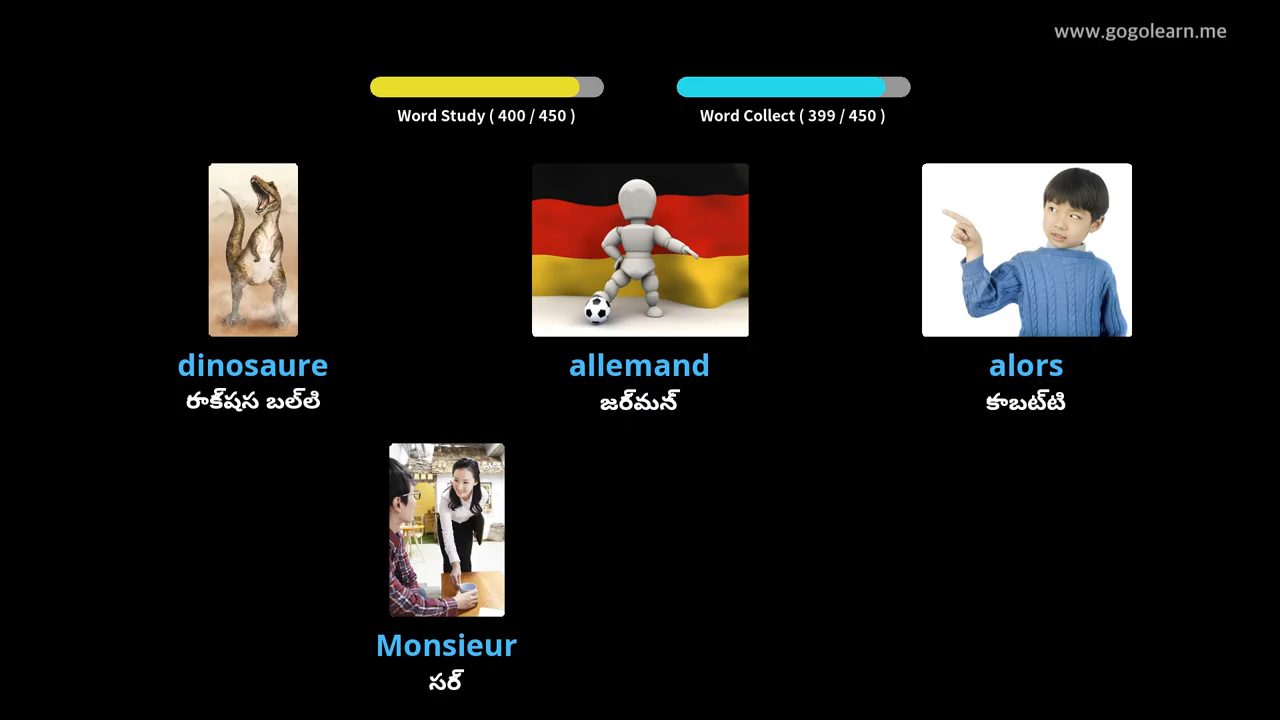 www.gogolearn.me
Word Study ( 400 / 450 )
Word Collect ( 399 / 450 )
dinosaure
రాక్‌షస బల్‌లి
allemand
జర్‌మన్
alors
కాబట్‌టి
Monsieur
సర్